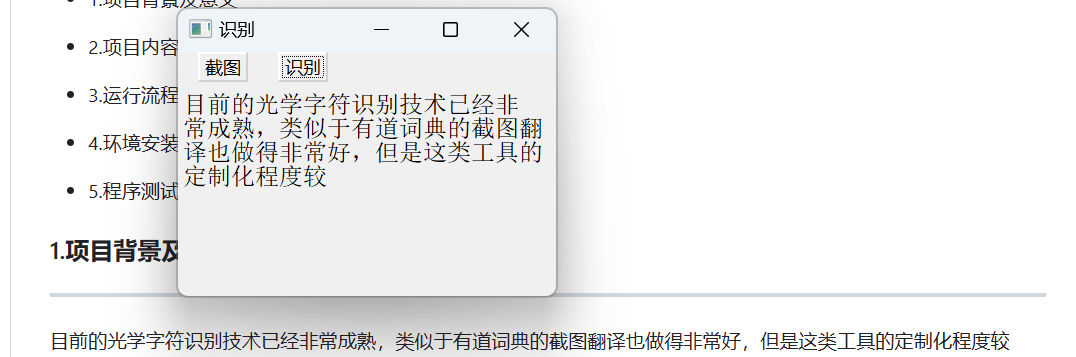 1.项目背景及意义
识别
2.项目内容
截图 识别
3.运行流程
目前的光学字符识别技术已经非
常成熟，类似于有道词典的截图翻
译也做得非常好，但是这类工具的
定制化程度较
4.环境安装
5.程序测试
1.项目背景及
目前的光学字符识别技术已经非常成熟，类似于有道词典的截图翻译也做得非常好，但是这类工具的定制化程度较